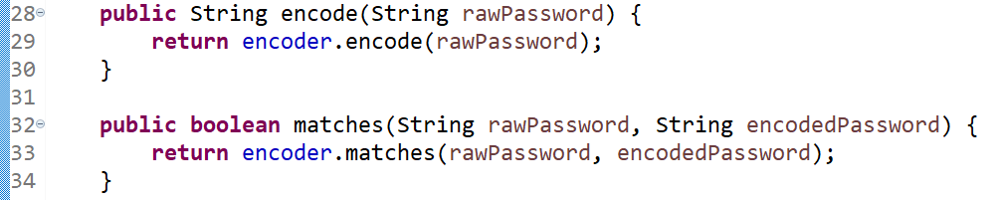 28 public String encode(String rawPassword) {
29 return encoder.encode(rawPassword);
30 }
31
32 public boolean matches(String rawPassword, String encodedPassword) {
33 return encoder.matches(rawPassword, encodedPassword);
34 }